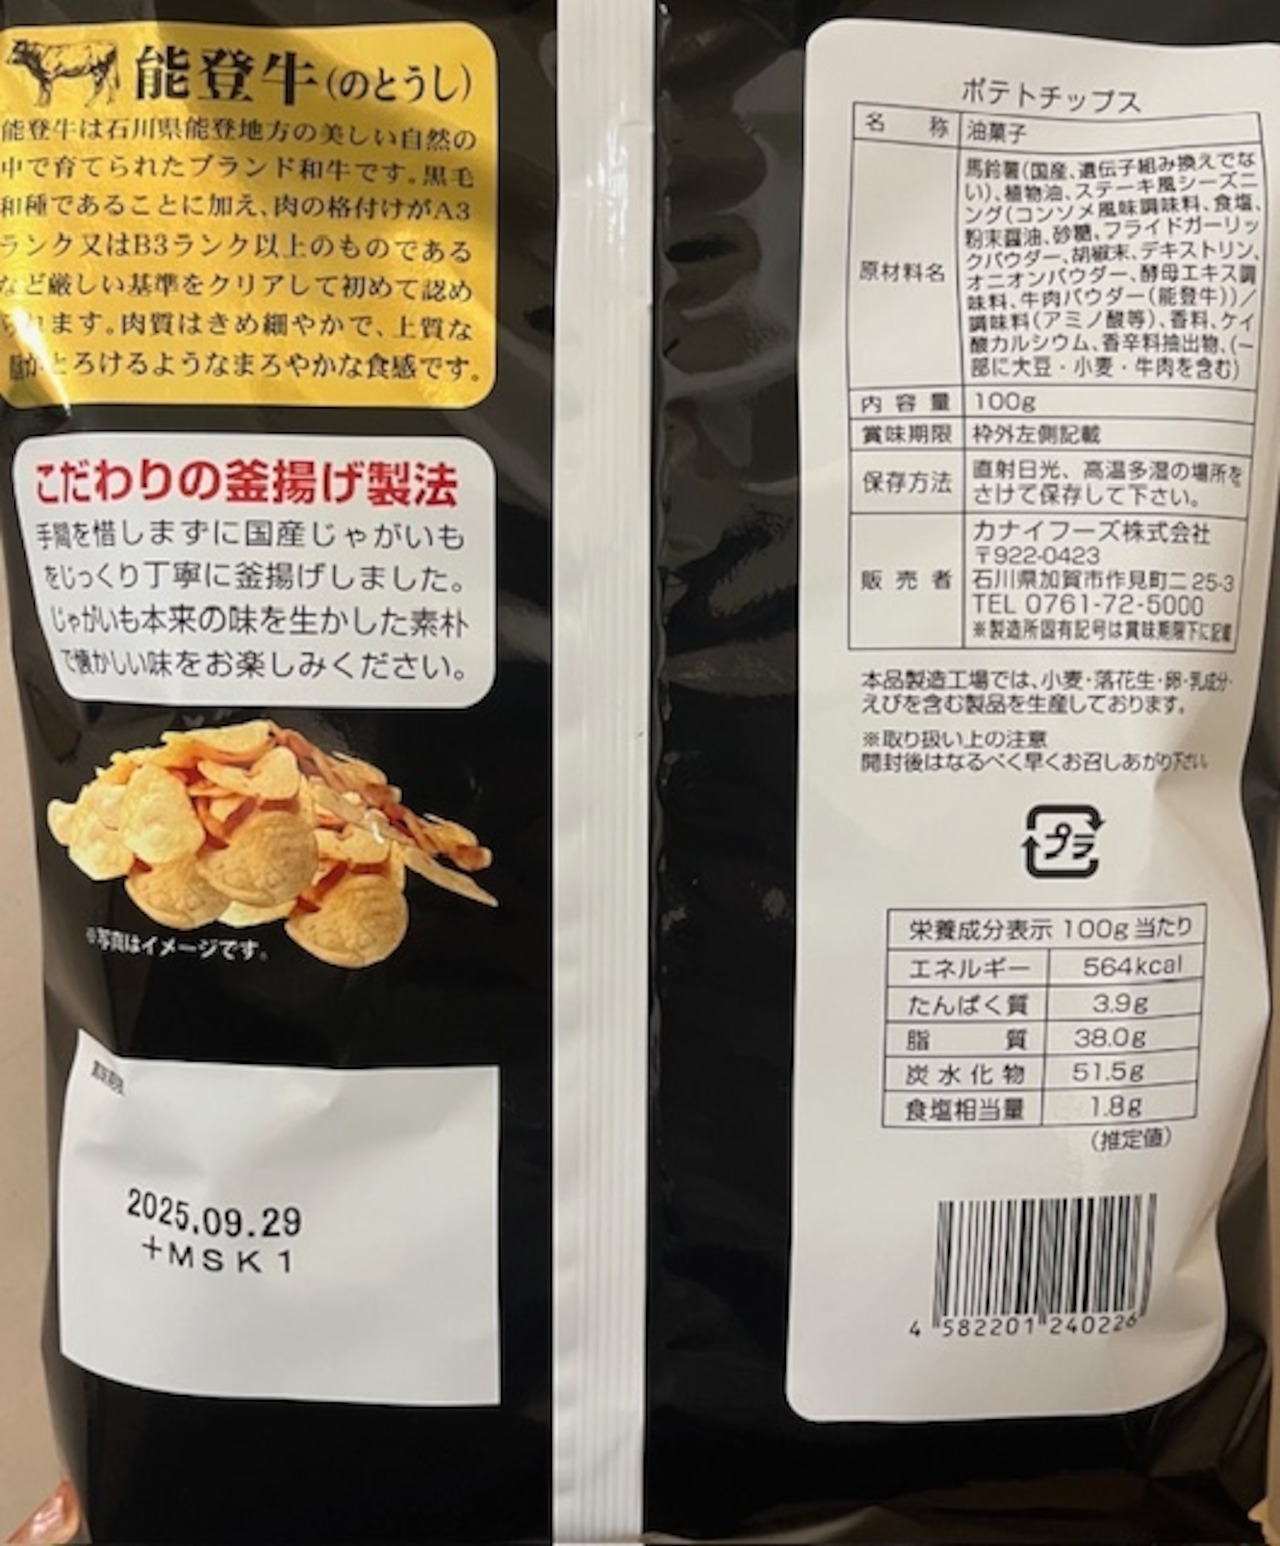 能登牛(のとうし)
能登牛は石川県能登地方の美しい自然の
中で育てられたブランド和牛です。黒毛
和種であることに加え、肉の格付けがA3
ランク又はB3ランク以上のものである
など厳しい基準をクリアして初めて認め
られます。肉質はきめ細やかで、上質な
脂がとろけるようなまろやかな食感です。
こだわりの釜揚げ製法
手間を惜しまずに国産じゃがいも
をじっくり丁寧に釜揚げしました。
じゃがいも本来の味を生かした素朴
で懐かしい味をお楽しみください。
※写真はイメージです。
賞味期限
2025.09.29
+MSK1
ポテトチップス
名称 油菓子
原材料名 馬鈴薯(国産、遺伝子組み換えでな
い)、植物油、ステーキ風シーズニ
ング(コンソメ風味調味料、食塩、
粉末醤油、砂糖、フライドガーリッ
クパウダー、胡椒末、デキストリン、
オニオンパウダー、酵母エキス調
味料、牛肉パウダー(能登牛))/
調味料(アミノ酸等)、香料、ケイ
酸カルシウム、香辛料抽出物、(一
部に大豆・小麦・牛肉を含む)
内容量 100g
賞味期限 枠外左側記載
保存方法 直射日光、高温多湿の場所を
さけて保存して下さい。
販売者 カナイフーズ株式会社
〒922-0423
石川県加賀市作見町ニ25-3
TEL 0761-72-5000
※製造所固有記号は賞味期限下に記載
本品製造工場では、小麦・落花生・卵・乳成分・
えびを含む製品を生産しております。
※取り扱い上の注意
開封後はなるべく早くお召しあがり下さい。
プラ
栄養成分表示 100g当たり
エネルギー 564kcal
たんぱく質 3.9g
脂質 38.0g
炭水化物 51.5g
食塩相当量 1.8g
(推定値)
4 582201 240226